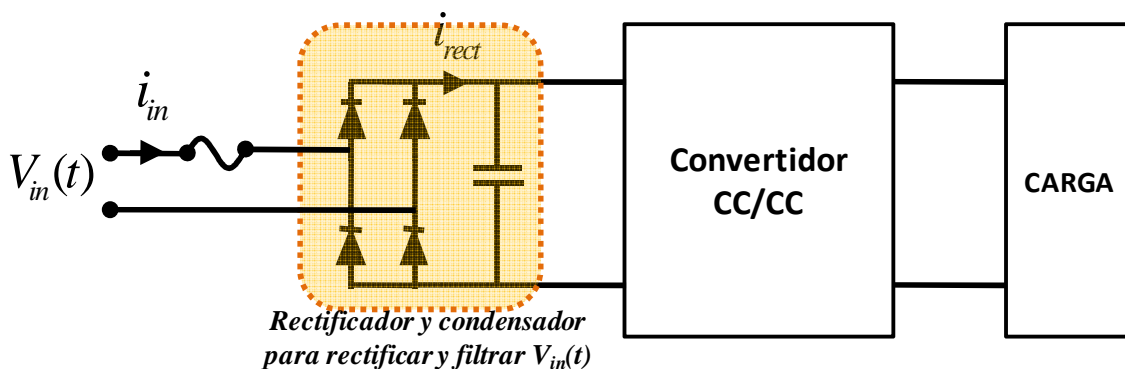 i_rect
i_in
V_in(t)
Convertidor
CC/CC
CARGA
Rectificador y condensador
para rectificar y filtrar V_in(t)